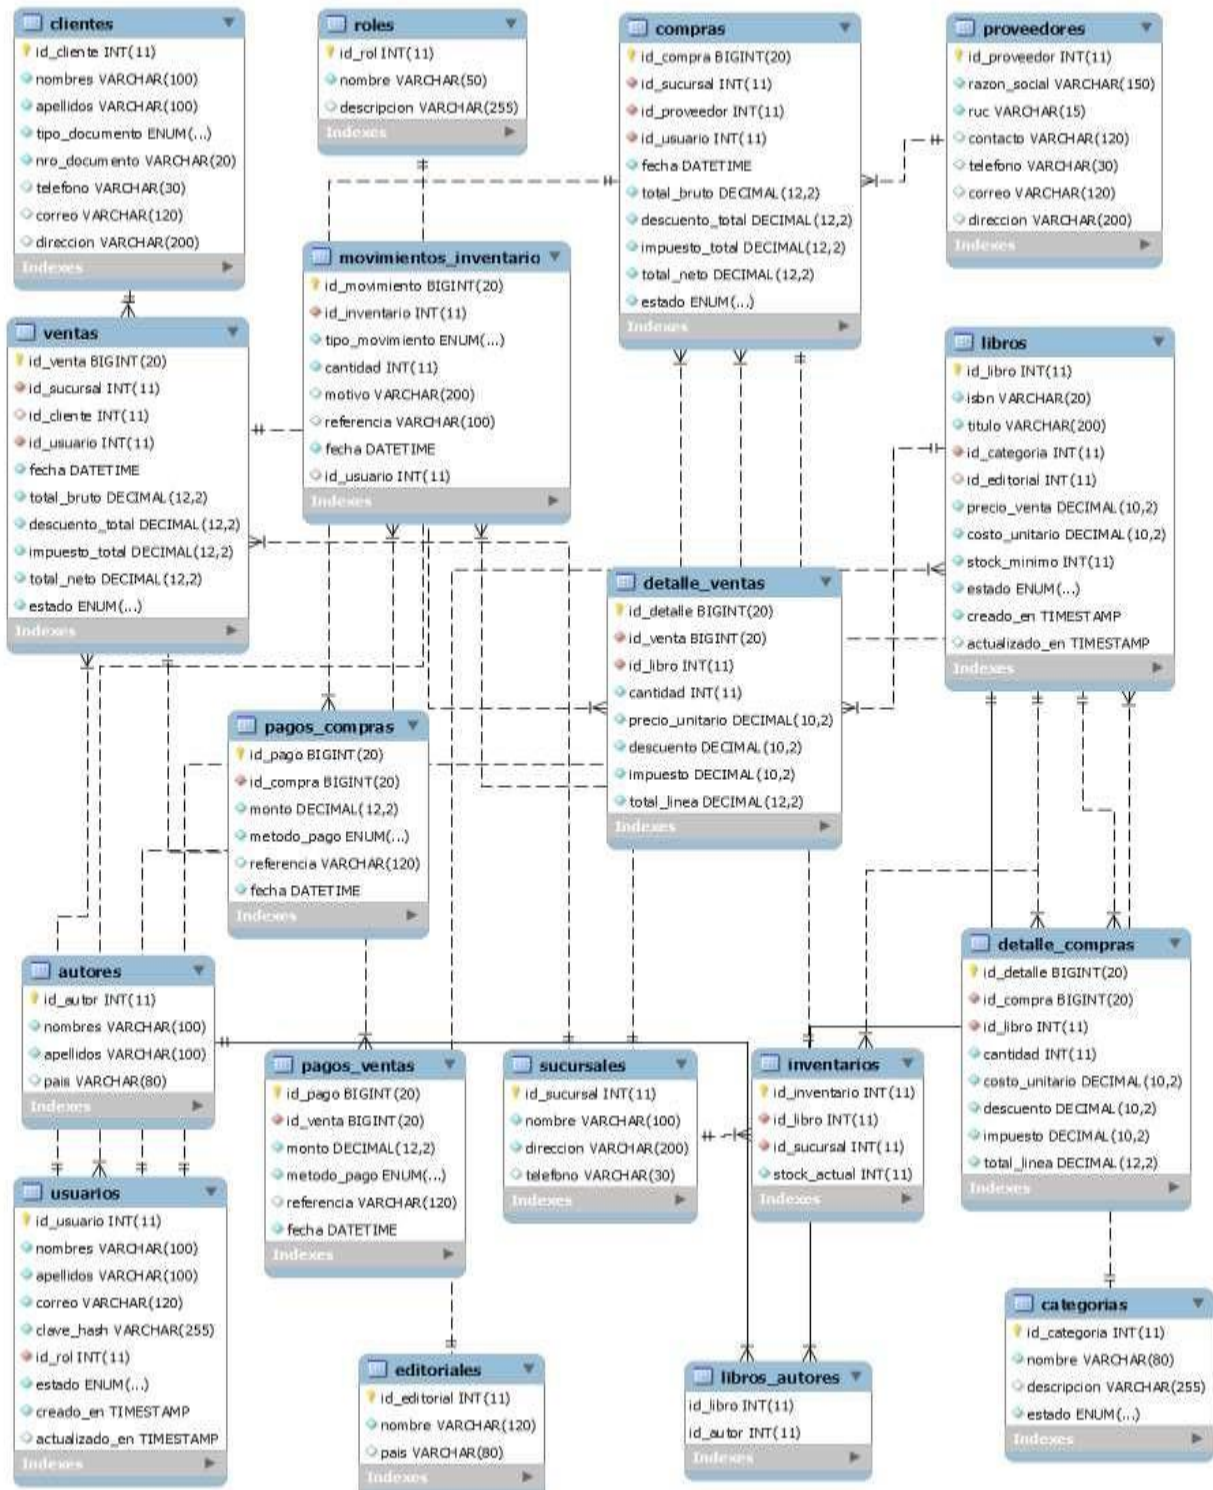 clientes
id_cliente INT(11)
nombres VARCHAR(100)
apellidos VARCHAR(100)
tipo_documento ENUM(...)
nro_documento VARCHAR(20)
telefono VARCHAR(30)
correo VARCHAR(120)
direccion VARCHAR(200)
Indexes
roles
id_rol INT(11)
nombre VARCHAR(50)
descripcion VARCHAR(255)
Indexes
compras
id_compra BIGINT(20)
id_sucursal INT(11)
id_proveedor INT(11)
id_usuario INT(11)
fecha DATETIME
total_bruto DECIMAL(12,2)
descuento_total DECIMAL(12,2)
impuesto_total DECIMAL(12,2)
total_neto DECIMAL(12,2)
estado ENUM(...)
Indexes
proveedores
id_proveedor INT(11)
razon_social VARCHAR(150)
ruc VARCHAR(15)
contacto VARCHAR(120)
telefono VARCHAR(30)
correo VARCHAR(120)
direccion VARCHAR(200)
Indexes
movimientos_inventario
id_movimiento BIGINT(20)
id_inventario INT(11)
tipo_movimiento ENUM(...)
cantidad INT(11)
motivo VARCHAR(200)
referencia VARCHAR(100)
fecha DATETIME
id_usuario INT(11)
Indexes
ventas
id_venta BIGINT(20)
id_sucursal INT(11)
id_cliente INT(11)
id_usuario INT(11)
fecha DATETIME
total_bruto DECIMAL(12,2)
descuento_total DECIMAL(12,2)
impuesto_total DECIMAL(12,2)
total_neto DECIMAL(12,2)
estado ENUM(...)
Indexes
libros
id_libro INT(11)
isbn VARCHAR(20)
titulo VARCHAR(200)
id_categoria INT(11)
id_editorial INT(11)
precio_venta DECIMAL(10,2)
costo_unitario DECIMAL(10,2)
stock_minimo INT(11)
estado ENUM(...)
creado_en TIMESTAMP
actualizado_en TIMESTAMP
Indexes
detalle_ventas
id_detalle BIGINT(20)
id_venta BIGINT(20)
id_libro INT(11)
cantidad INT(11)
precio_unitario DECIMAL(10,2)
descuento DECIMAL(10,2)
impuesto DECIMAL(10,2)
total_linea DECIMAL(12,2)
Indexes
pagos_compras
id_pago BIGINT(20)
id_compra BIGINT(20)
monto DECIMAL(12,2)
metodo_pago ENUM(...)
referencia VARCHAR(120)
fecha DATETIME
Indexes
autores
id_autor INT(11)
nombres VARCHAR(100)
apellidos VARCHAR(100)
pais VARCHAR(80)
Indexes
detalle_compras
id_detalle BIGINT(20)
id_compra BIGINT(20)
id_libro INT(11)
cantidad INT(11)
costo_unitario DECIMAL(10,2)
descuento DECIMAL(10,2)
impuesto DECIMAL(10,2)
total_linea DECIMAL(12,2)
Indexes
pagos_ventas
id_pago BIGINT(20)
id_venta BIGINT(20)
monto DECIMAL(12,2)
metodo_pago ENUM(...)
referencia VARCHAR(120)
fecha DATETIME
Indexes
sucursales
id_sucursal INT(11)
nombre VARCHAR(100)
direccion VARCHAR(200)
telefono VARCHAR(30)
Indexes
inventarios
id_inventario INT(11)
id_libro INT(11)
id_sucursal INT(11)
stock_actual INT(11)
Indexes
usuarios
id_usuario INT(11)
nombres VARCHAR(100)
apellidos VARCHAR(100)
correo VARCHAR(120)
clave_hash VARCHAR(255)
id_rol INT(11)
estado ENUM(...)
creado_en TIMESTAMP
actualizado_en TIMESTAMP
Indexes
categorias
id_categoria INT(11)
nombre VARCHAR(80)
descripcion VARCHAR(255)
estado ENUM(...)
Indexes
editoriales
id_editorial INT(11)
nombre VARCHAR(120)
pais VARCHAR(80)
Indexes
libros_autores
id_libro INT(11)
id_autor INT(11)
Indexes